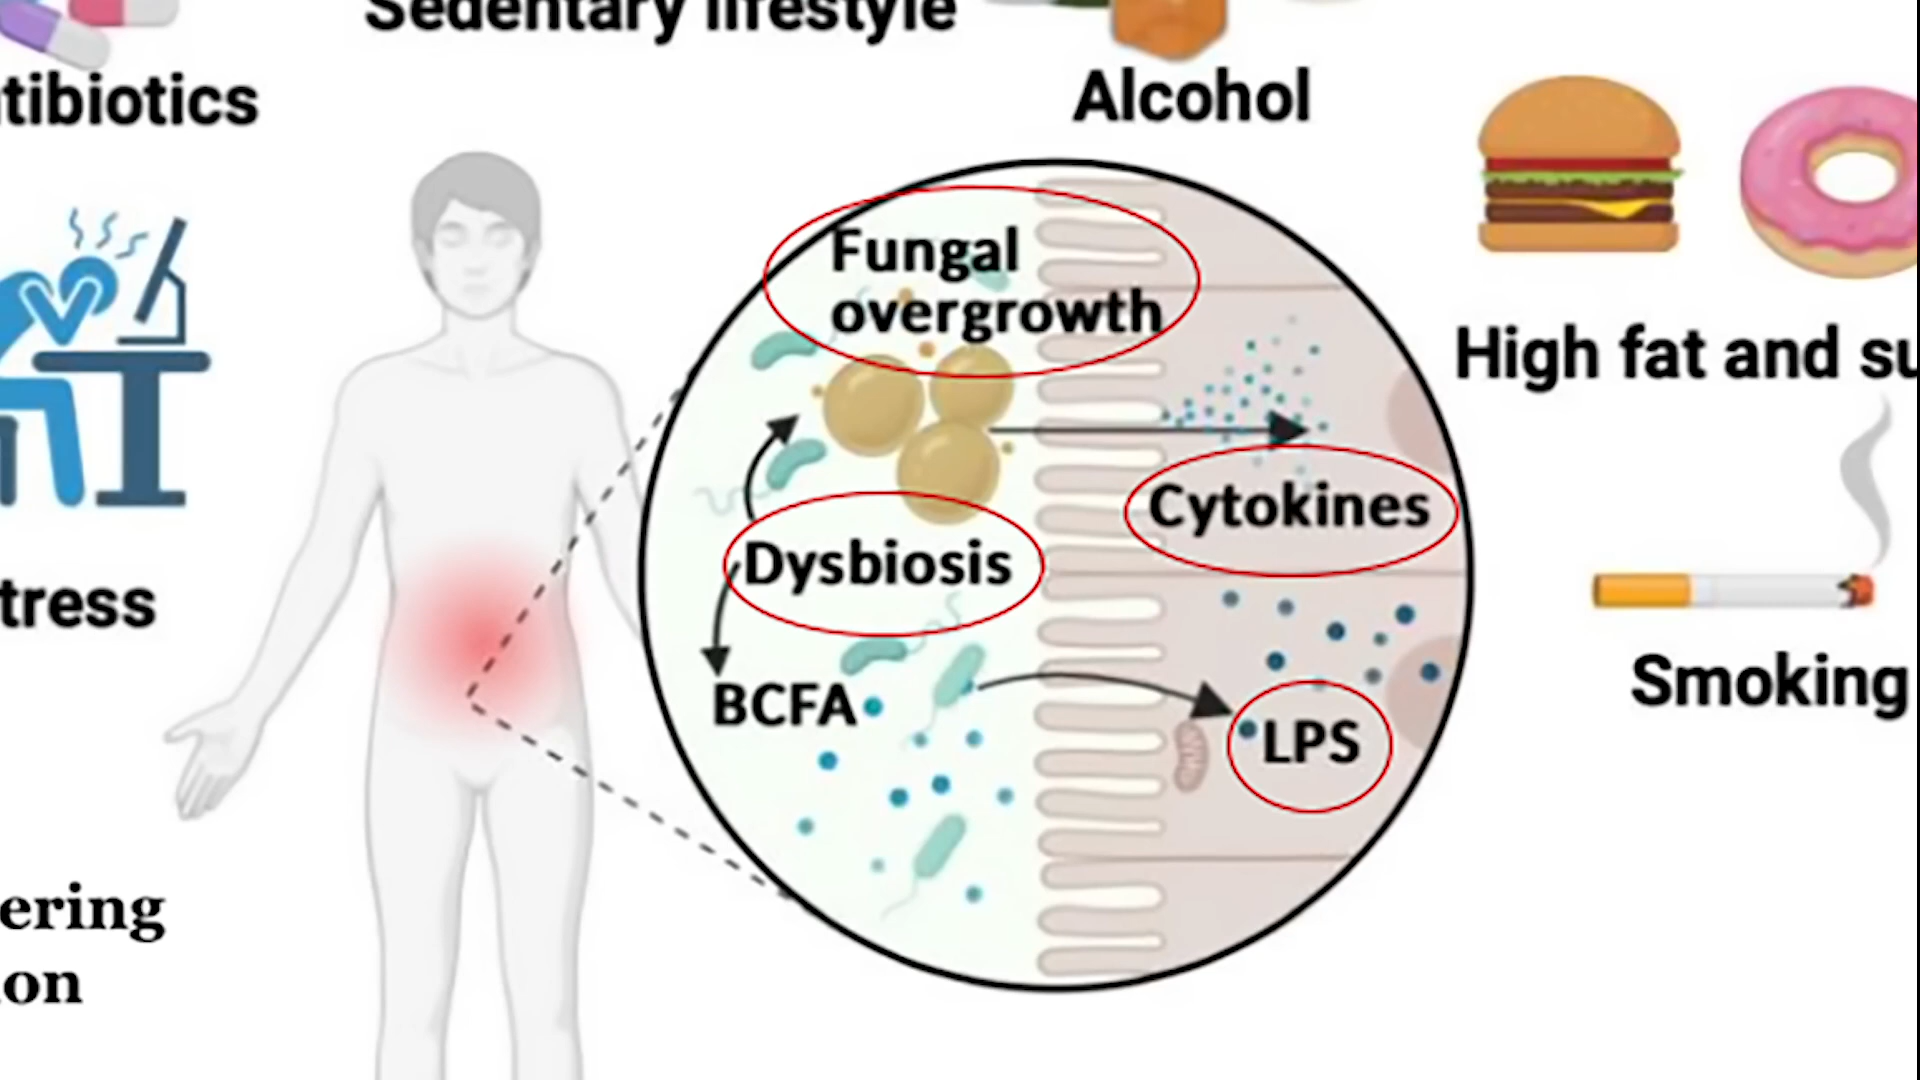 Sedentary lifestyle
tibiotics
Alcohol
High fat and su
Fungal
overgrowth
Cytokines
Dysbiosis
tress
BCFA
LPS
Smoking
ering
on